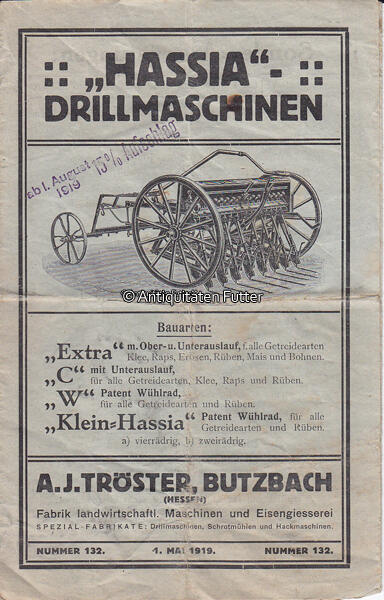 :: „HASSIA“- ::
DRILLMASCHINEN
ab 1. August 15% Aufschlag
1919
© Antiquitäten Futter
Bauarten:
„Extra“ m. Ober- u. Unterauslauf, f. alle Getreidearten
Klee, Raps, Erbsen, Rüben, Mais und Bohnen.
„C“ mit Unterauslauf,
für alle Getreidearten, Klee, Raps und Rüben.
„W“ Patent Wühlrad,
für alle Getreidearten und Rüben.
„Klein=Hassia“ Patent Wühlrad, für alle
Getreidearten und Rüben.
a) vierrädrig, b) zweirädrig.
A.J. TRÖSTER, BUTZBACH
(HESSEN)
Fabrik landwirtschaftl. Maschinen und Eisengiesserei
SPEZIAL-FABRIKATE: Drillmaschinen, Schrotmühlen und Hackmaschinen.
NUMMER 132. 1. MAI 1919. NUMMER 132.